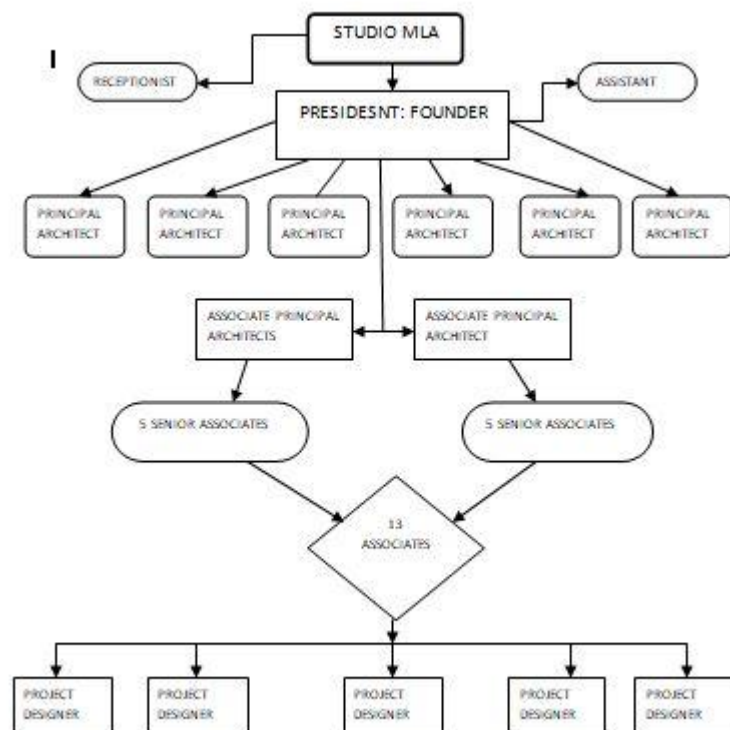 STUDIO MLA
I
RECEPTIONIST
ASSISTANT
PRESIDESNT: FOUNDER
PRINCIPAL
ARCHITECT
PRINCIPAL
ARCHITECT
PRINCIPAL
ARCHITECT
PRINCIPAL
ARCHITECT
PRINCIPAL
ARCHITECT
PRINCIPAL
ARCHITECT
ASSOCIATE PRINCIPAL
ARCHITECTS
ASSOCIATE PRINCIPAL
ARCHITECT
5 SENIOR ASSOCIATES
5 SENIOR ASSOCIATES
13
ASSOCIATES
PROJECT
DESIGNER
PROJECT
DESIGNER
PROJECT
DESIGNER
PROJECT
DESIGNER
PROJECT
DESIGNER